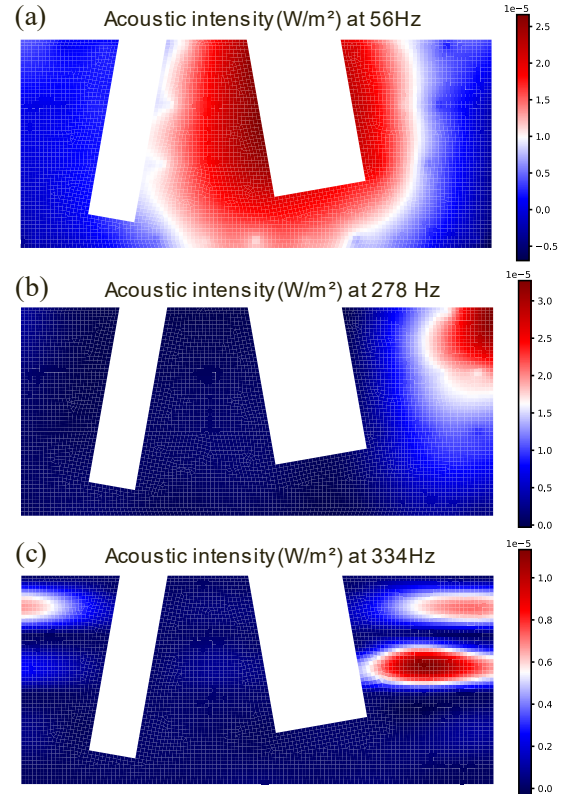 (a)
Acoustic intensity(W/m²) at 56Hz
1e−5
2.5
2.0
1.5
1.0
0.5
0.0
−0.5
(b)
Acoustic intensity(W/m²) at 278 Hz
1e−5
3.0
2.5
2.0
1.5
1.0
0.5
0.0
(c)
Acoustic intensity(W/m²) at 334Hz
1e−5
1.0
0.8
0.6
0.4
0.2
0.0